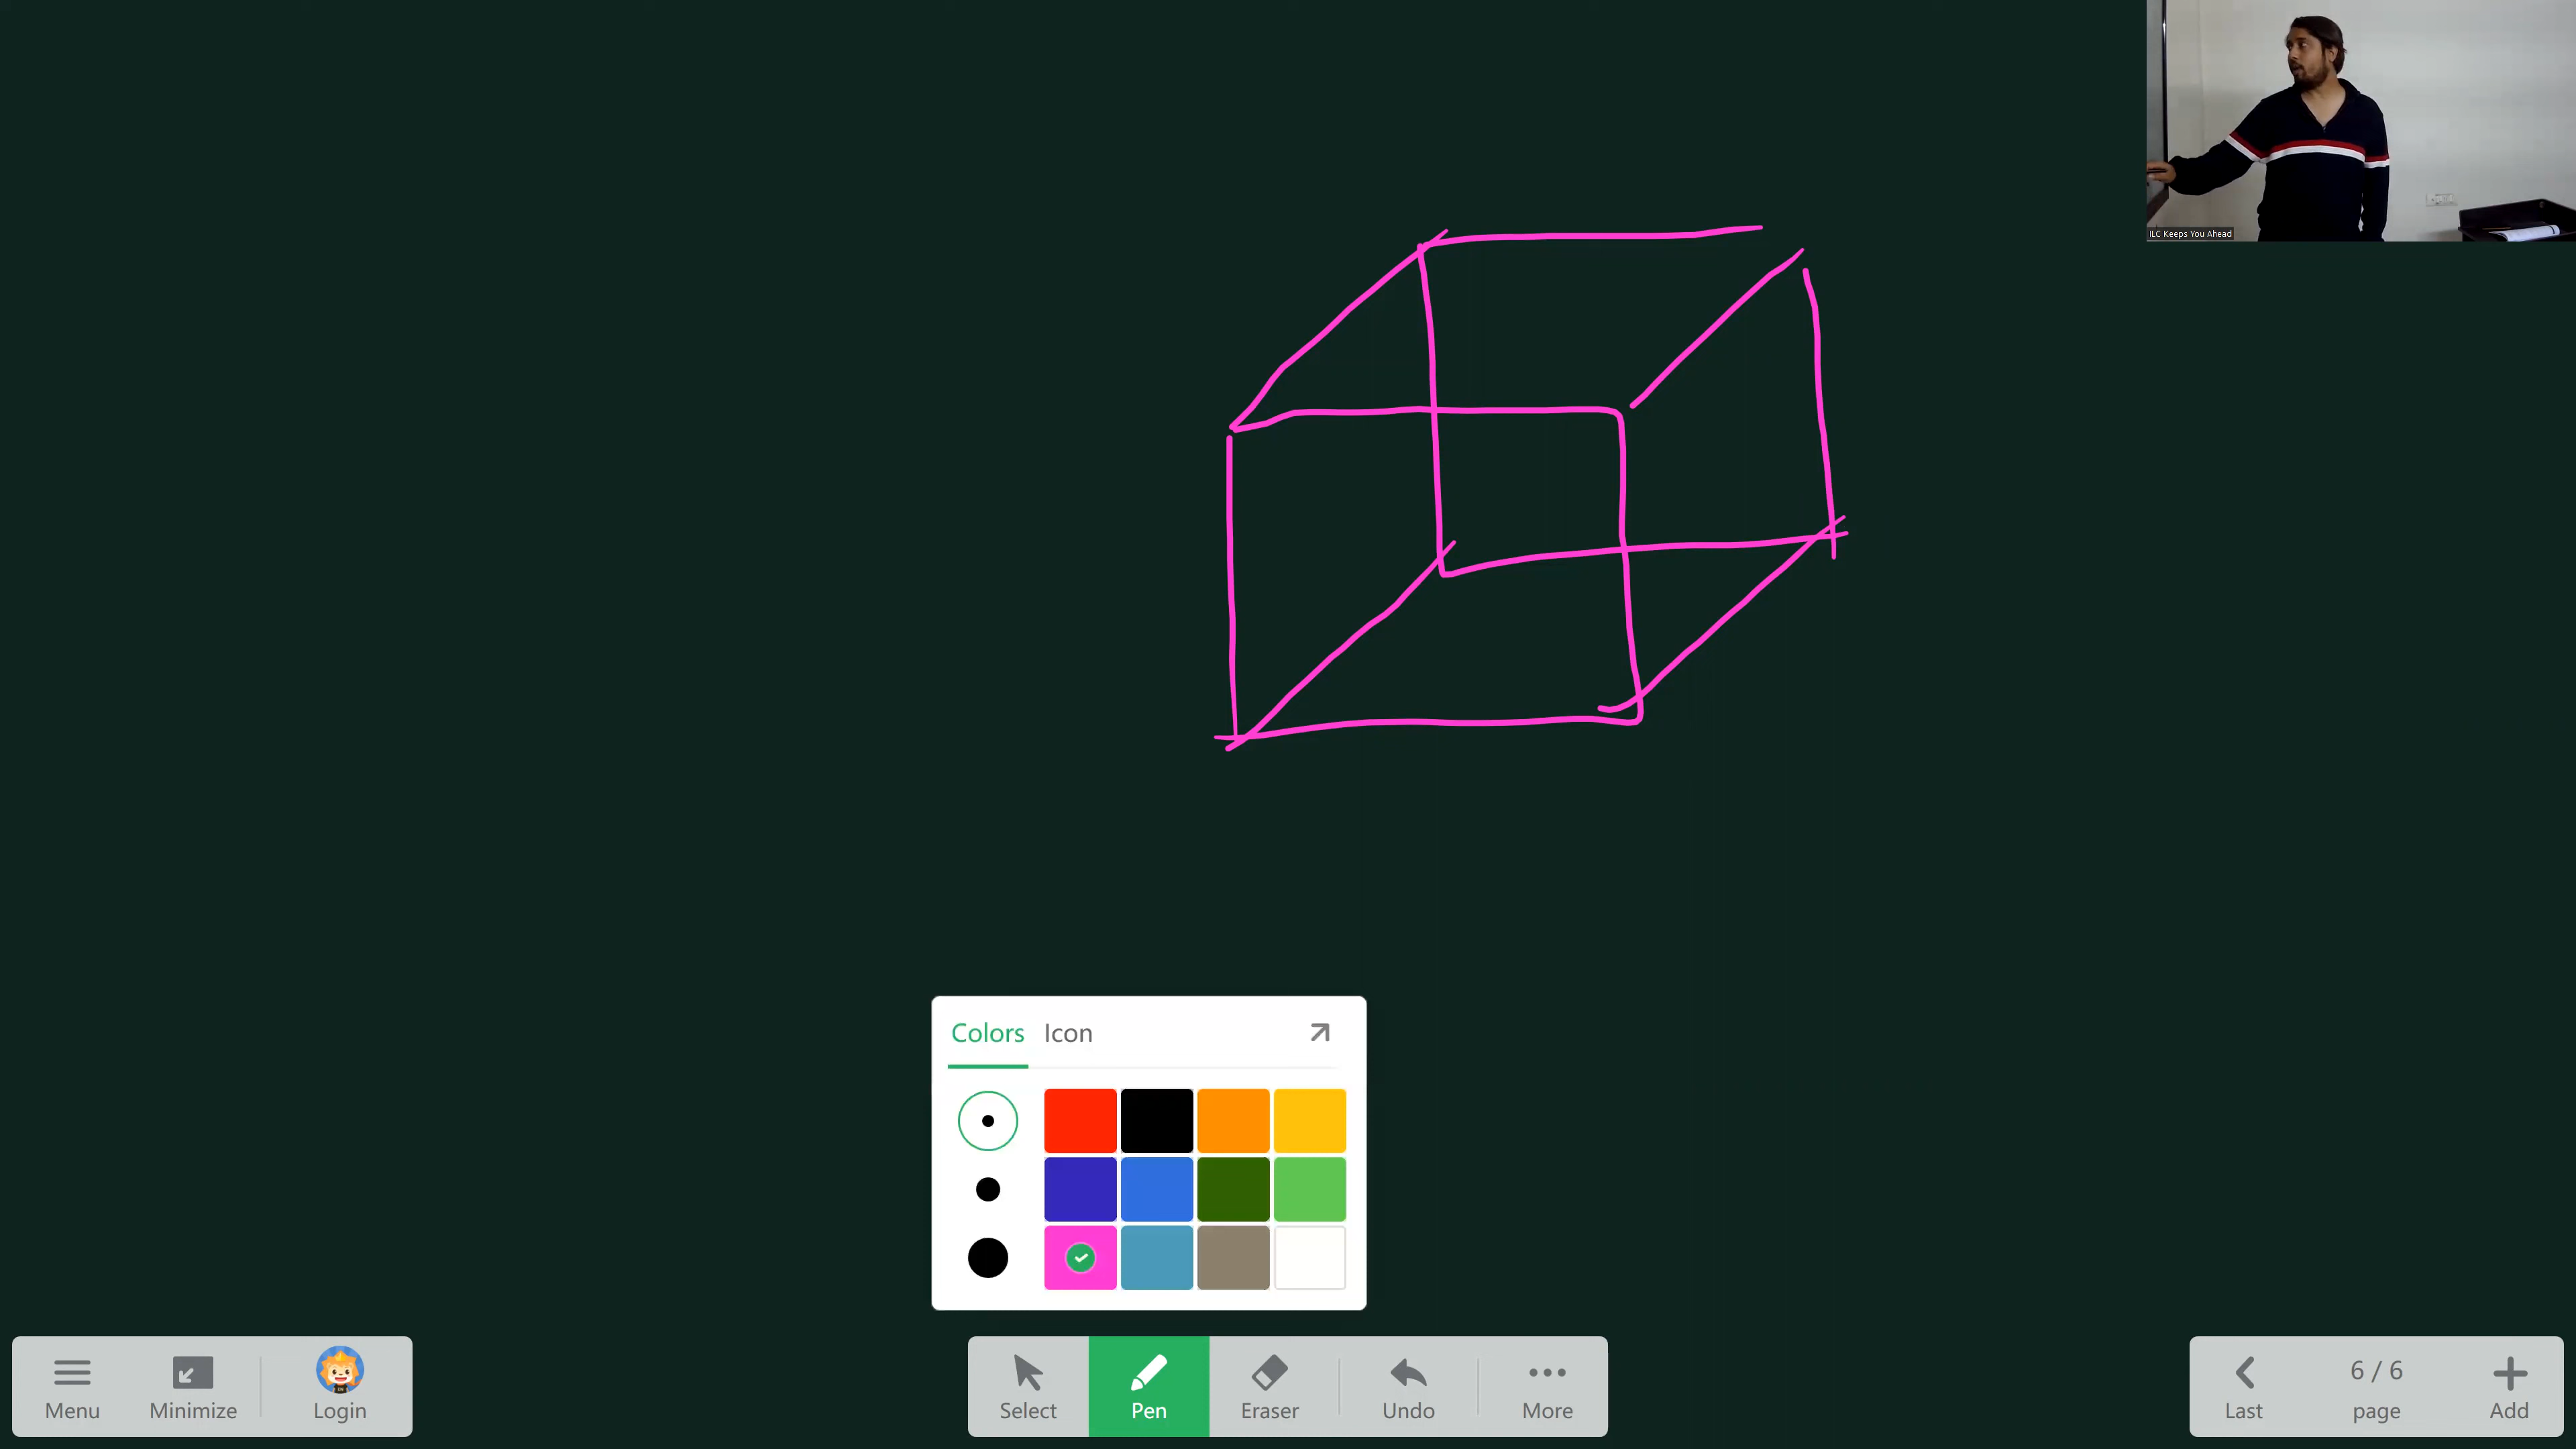 ILC Keeps You Ahead
Colors Icon
Menu Minimize Login
Select Pen Eraser Undo More
6 / 6
Last page Add